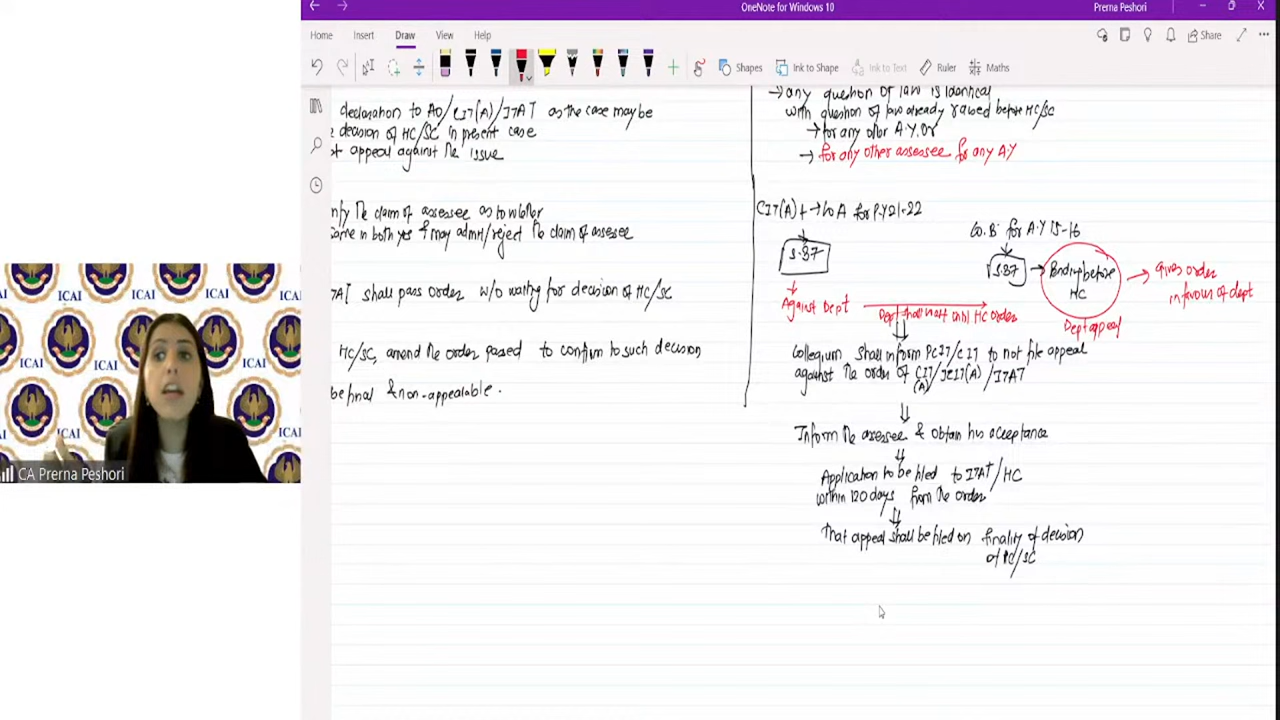 OneNote for Windows 10
Prerna Peshori
Home Insert Draw View Help
Share
Shapes Ink to Shape Ink to Text Ruler Maths
declaration to AO/CIT(A)/ITAT as the case may be
decision of HC/SC in present case
appeal against the issue
the claim of assessee as to whether
Same in both yes & may admit/reject the claim of assessee
shall pass order w/o waiting for decision of HC/SC
HC/SC, amend the order passed to confirm to such decision
be final & non-appealable.
→ any question of law is identical
with question of law already raised before HC/SC
→ for any other A.Y. or
→ for any other assessee for any A.Y
CIT(A) → Co A for P.Y 21-22
S.37
Against Dept
Co. B for A.Y 15-16
S.37 → Pending before
HC
→ Gives order
in favour of dept
Dept appeal
Dept shall wait until HC order
Collegium shall inform PCIT/CIT to not file appeal
against the order of CIT/JCIT(A)/ITAT
(A)
Inform the assessee & obtain his acceptance
Application to be filed to ITAT/HC
within 120 days from the order
That appeal shall be filed on finality of decision
of HC/SC
ICAI
ICAI
ICAI
CA Prerna Peshori